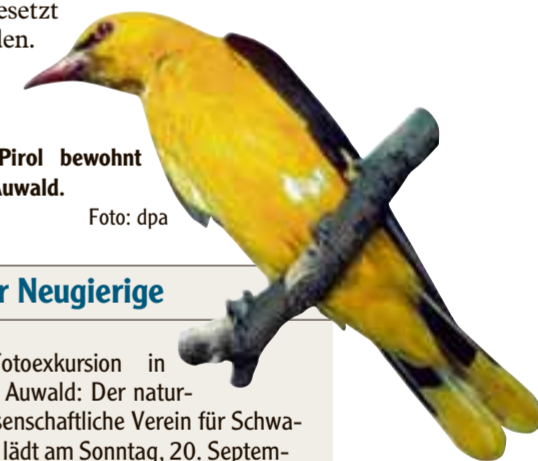 esetzt
len.
Pirol bewohnt
Auwald.
Foto: dpa
r Neugierige
otoexkursion in
Auwald: Der natur-
senschaftliche Verein für Schwa-
lädt am Sonntag, 20. Septem-